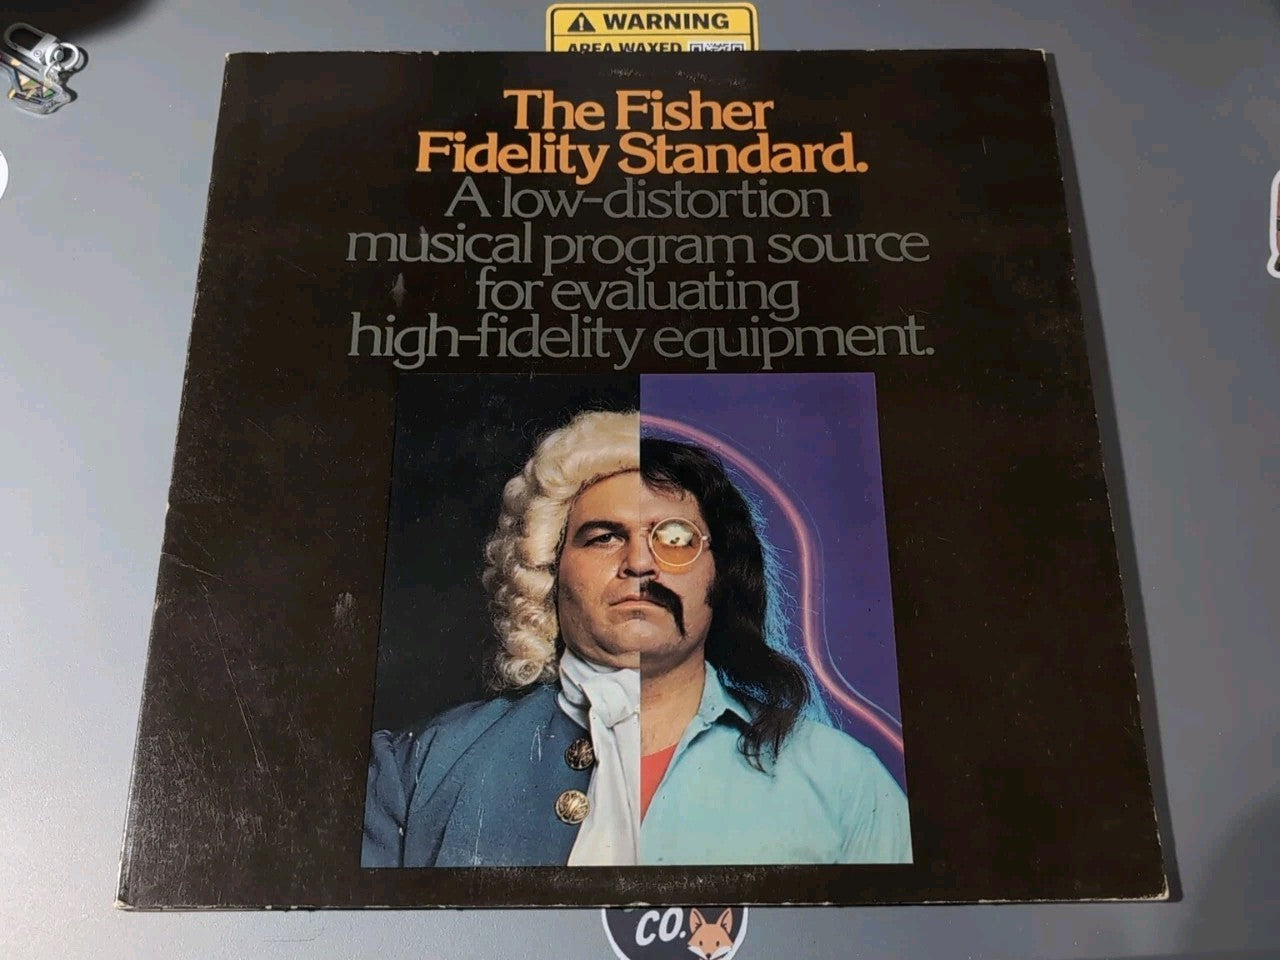 WARNING
AREA WAXED
The Fisher
Fidelity Standard.
A low-distortion
musical program source
for evaluating
high-fidelity equipment.
CO.